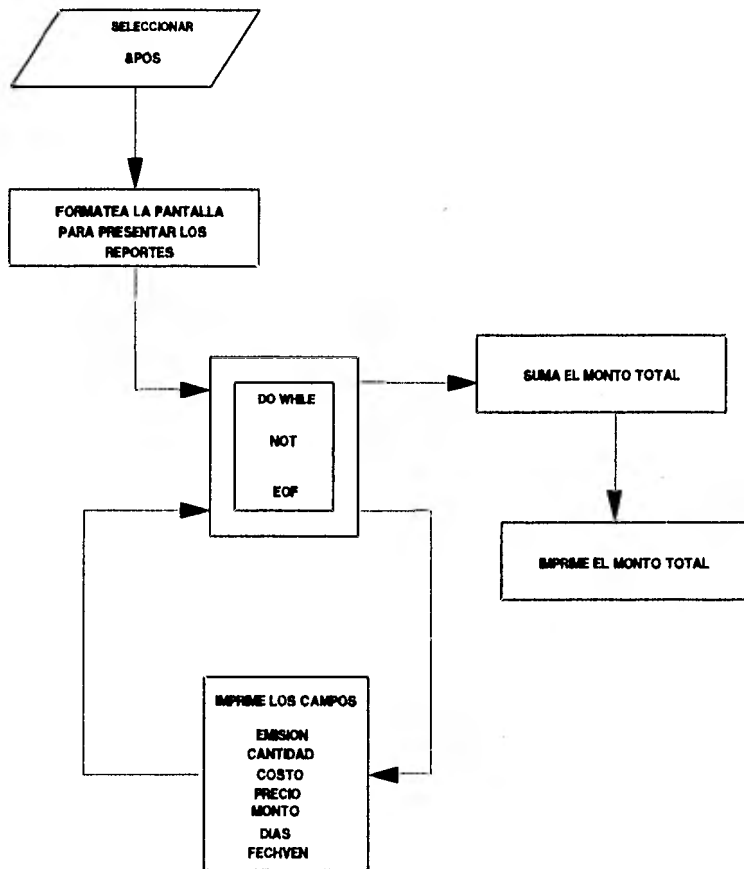 SELECCIONAR
&POS
FORMATEA LA PANTALLA
PARA PRESENTAR LOS
REPORTES
DO WHILE
NOT
EOF
SUMA EL MONTO TOTAL
IMPRIME EL MONTO TOTAL
IMPRIME LOS CAMPOS
EMISION
CANTIDAD
COSTO
PRECIO
MONTO
DIAS
FECHVEN